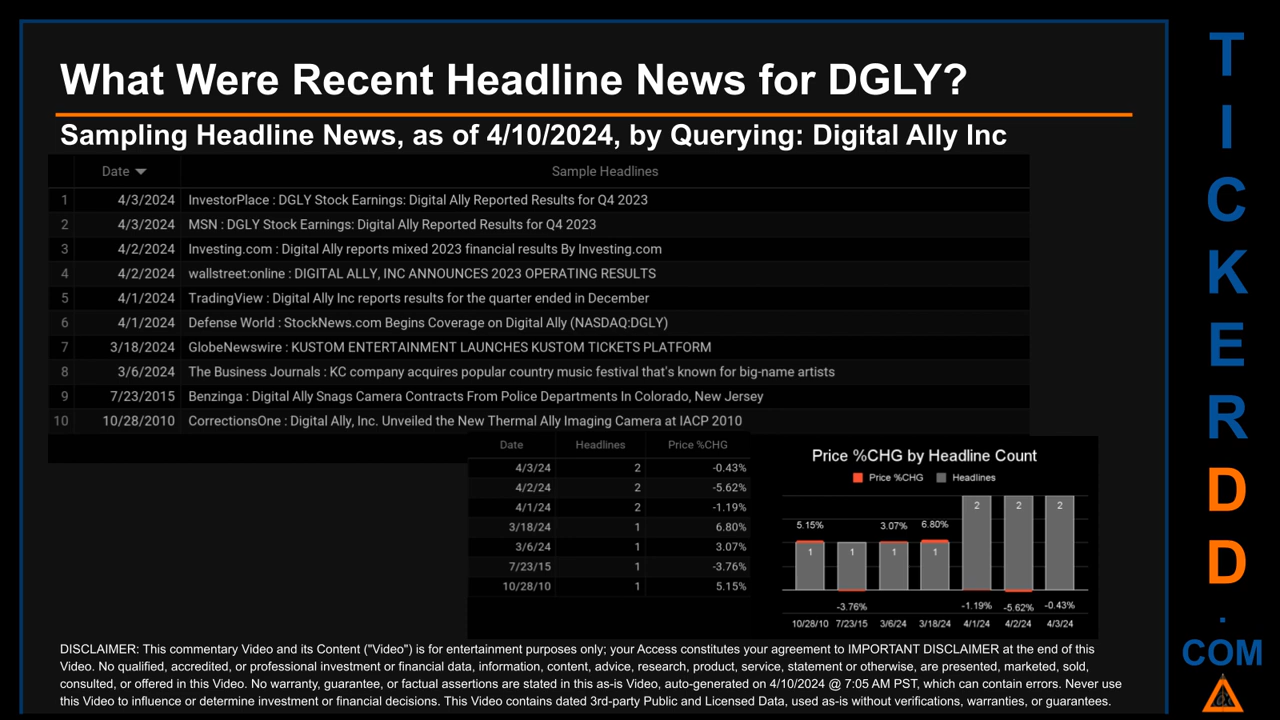 What Were Recent Headline News for DGLY?
Sampling Headline News, as of 4/10/2024, by Querying: Digital Ally Inc
Date Sample Headlines
1 4/3/2024 InvestorPlace : DGLY Stock Earnings: Digital Ally Reported Results for Q4 2023
2 4/3/2024 MSN : DGLY Stock Earnings: Digital Ally Reported Results for Q4 2023
3 4/2/2024 Investing.com : Digital Ally reports mixed 2023 financial results By Investing.com
4 4/2/2024 wallstreet:online : DIGITAL ALLY, INC ANNOUNCES 2023 OPERATING RESULTS
5 4/1/2024 TradingView : Digital Ally Inc reports results for the quarter ended in December
6 4/1/2024 Defense World : StockNews.com Begins Coverage on Digital Ally (NASDAQ:DGLY)
7 3/18/2024 GlobeNewswire : KUSTOM ENTERTAINMENT LAUNCHES KUSTOM TICKETS PLATFORM
8 3/6/2024 The Business Journals : KC company acquires popular country music festival that's known for big-name artists
9 7/23/2015 Benzinga : Digital Ally Snags Camera Contracts From Police Departments In Colorado, New Jersey
10 10/28/2010 CorrectionsOne : Digital Ally, Inc. Unveiled the New Thermal Ally Imaging Camera at IACP 2010
Date Headlines Price %CHG
4/3/24 2 -0.43%
4/2/24 2 -5.62%
4/1/24 2 -1.19%
3/18/24 1 6.80%
3/6/24 1 3.07%
7/23/15 1 -3.76%
10/28/10 1 5.15%
Price %CHG by Headline Count
Price %CHG Headlines
2 2 2
5.15% 3.07% 6.80%
1 1 1 1
-3.76% -1.19% -5.62% -0.43%
10/28/10 7/23/15 3/6/24 3/18/24 4/1/24 4/2/24 4/3/24
DISCLAIMER: This commentary Video and its Content ("Video") is for entertainment purposes only; your Access constitutes your agreement to IMPORTANT DISCLAIMER at the end of this
Video. No qualified, accredited, or professional investment or financial data, information, content, advice, research, product, service, statement or otherwise, are presented, marketed, sold,
consulted, or offered in this Video. No warranty, guarantee, or factual assertions are stated in this as-is Video, auto-generated on 4/10/2024 @ 7:05 AM PST, which can contain errors. Never use
this Video to influence or determine investment or financial decisions. This Video contains dated 3rd-party Public and Licensed Data, used as-is without verifications, warranties, or guarantees.
T
I
C
K
E
R
D
D
.
COM